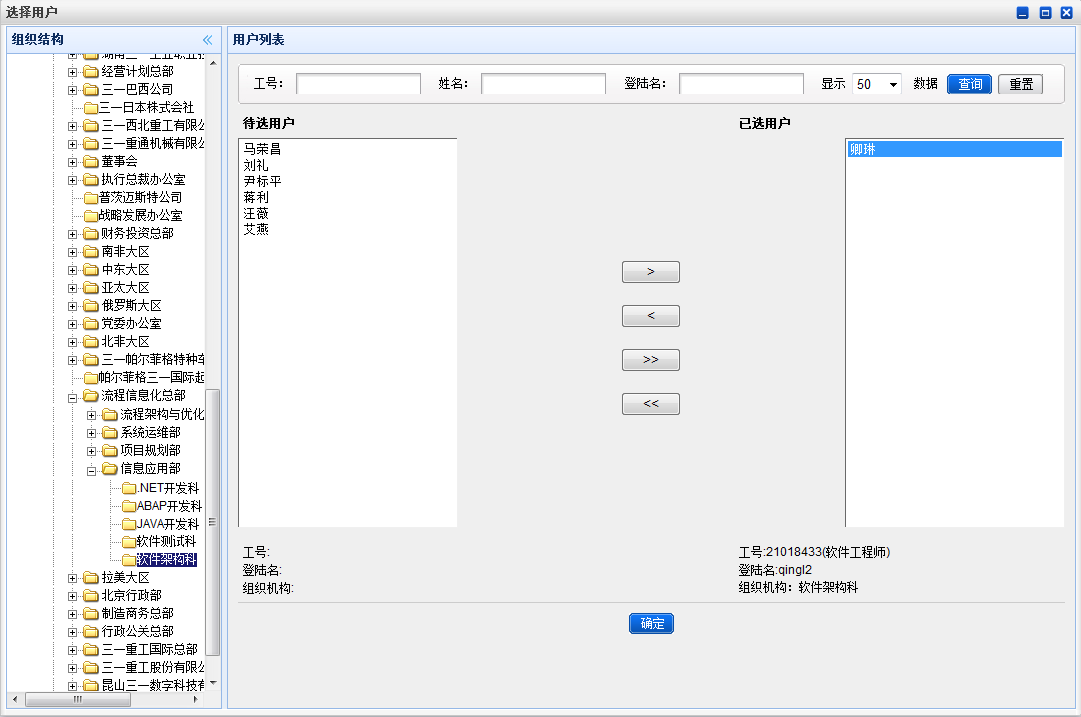 选择用户
组织结构
用户列表
经营计划总部
三一巴西公司
三一日本株式会社
三一西北重工有限公
三一重通机械有限公
董事会
执行总裁办公室
普茨迈斯特公司
战略发展办公室
财务投资总部
南非大区
中东大区
亚太大区
俄罗斯大区
党委办公室
北非大区
三一帕尔菲格特种车
帕尔菲格三一国际起
流程信息化总部
流程架构与优化
系统运维部
项目规划部
信息应用部
.NET开发科
ABAP开发科
JAVA开发科
软件测试科
软件架构科
拉美大区
北京行政部
制造商务总部
行政公关总部
三一重工国际总部
三一重工股份有限公
昆山三一数字科技有
工号: 姓名: 登陆名: 显示 50 数据 查询 重置
待选用户 已选用户
马荣昌
刘礼
尹标平
蒋利
汪薇
艾燕
卿琳
>
<
>>
<<
工号:
登陆名:
组织机构:
工号:21018433(软件工程师)
登陆名:qingl2
组织机构：软件架构科
确定